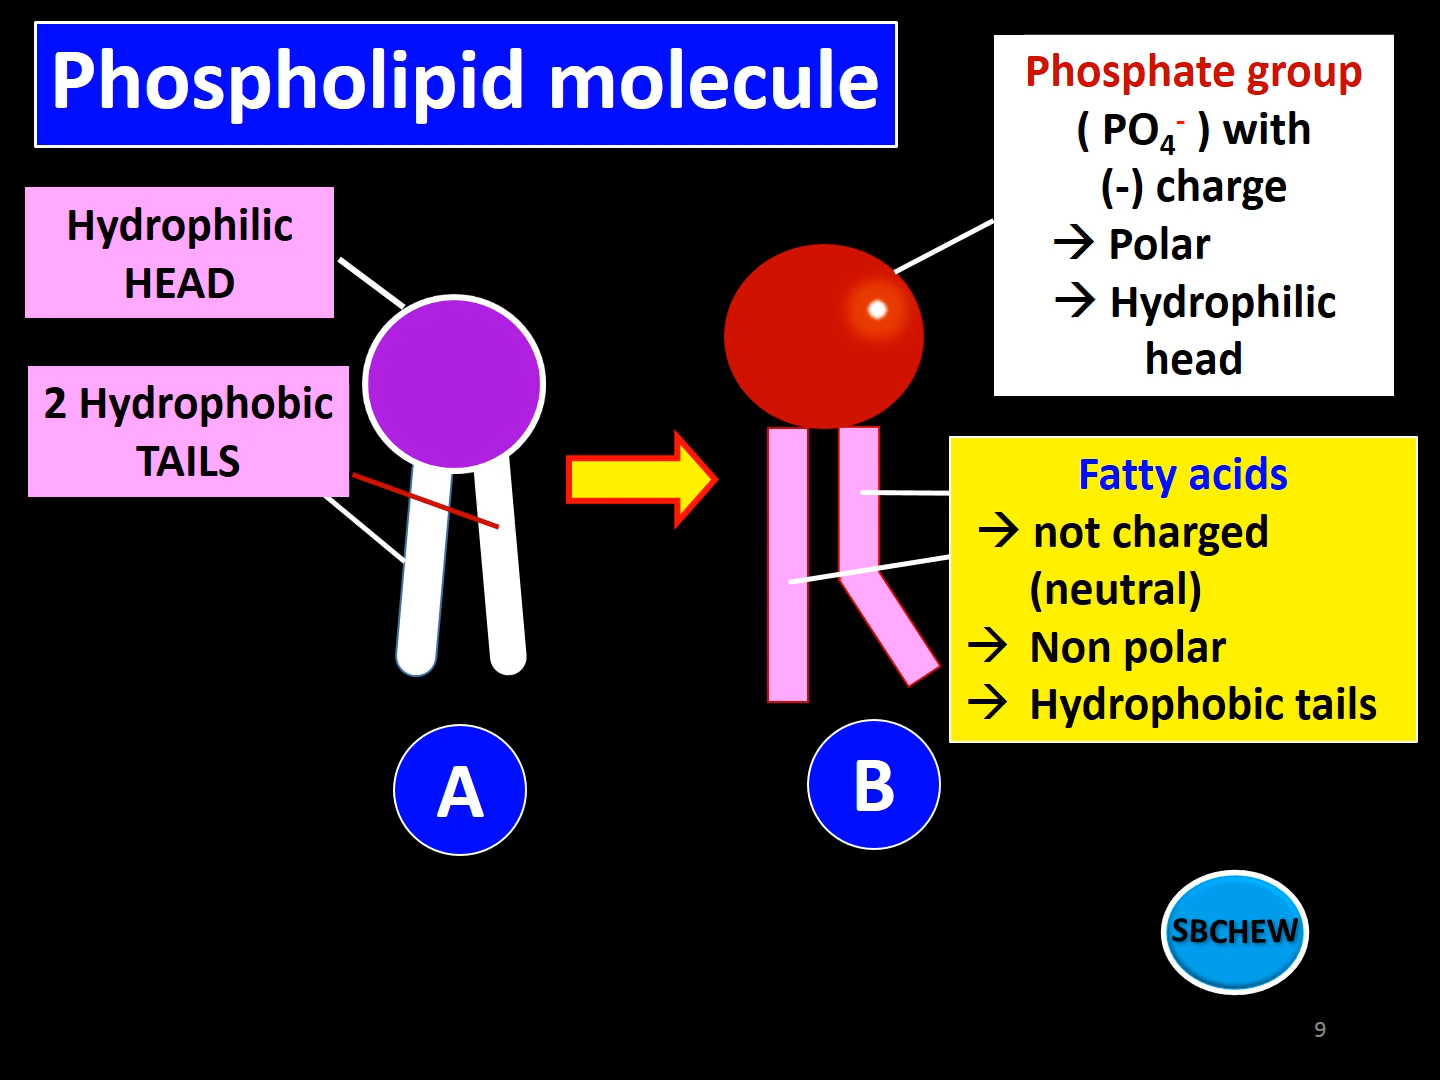 Phospholipid molecule
Hydrophilic
HEAD
2 Hydrophobic
TAILS
Phosphate group
( PO₄⁻ ) with
(-) charge
→ Polar
→ Hydrophilic
head
Fatty acids
→ not charged
(neutral)
→ Non polar
→ Hydrophobic tails
A
B
SBCHEW
9